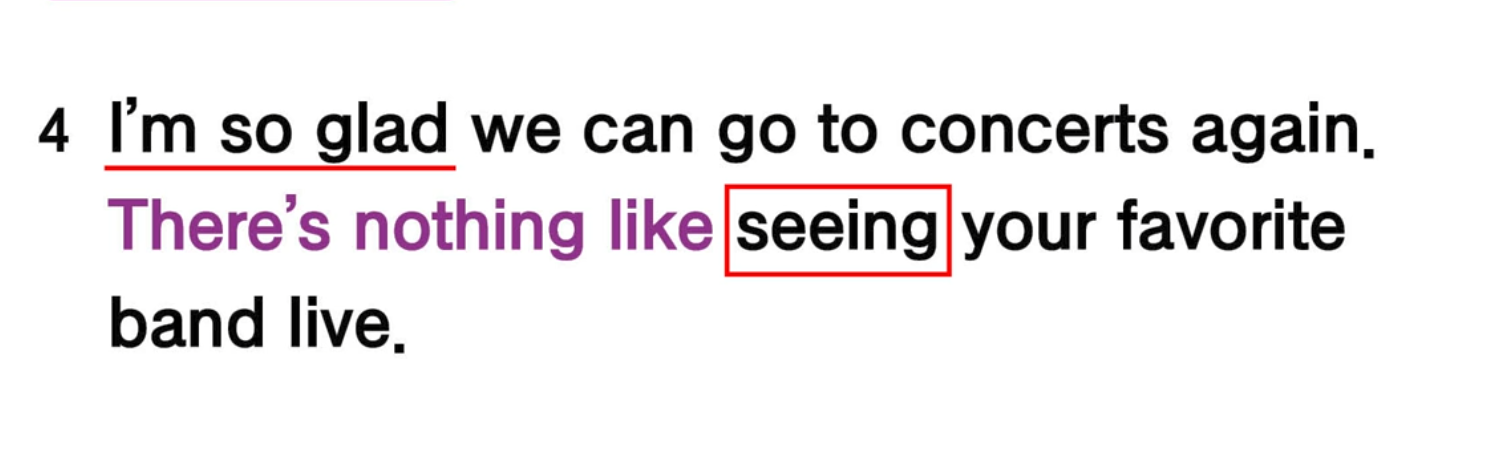 4 I’m so glad we can go to concerts again.
There’s nothing like seeing your favorite
band live.